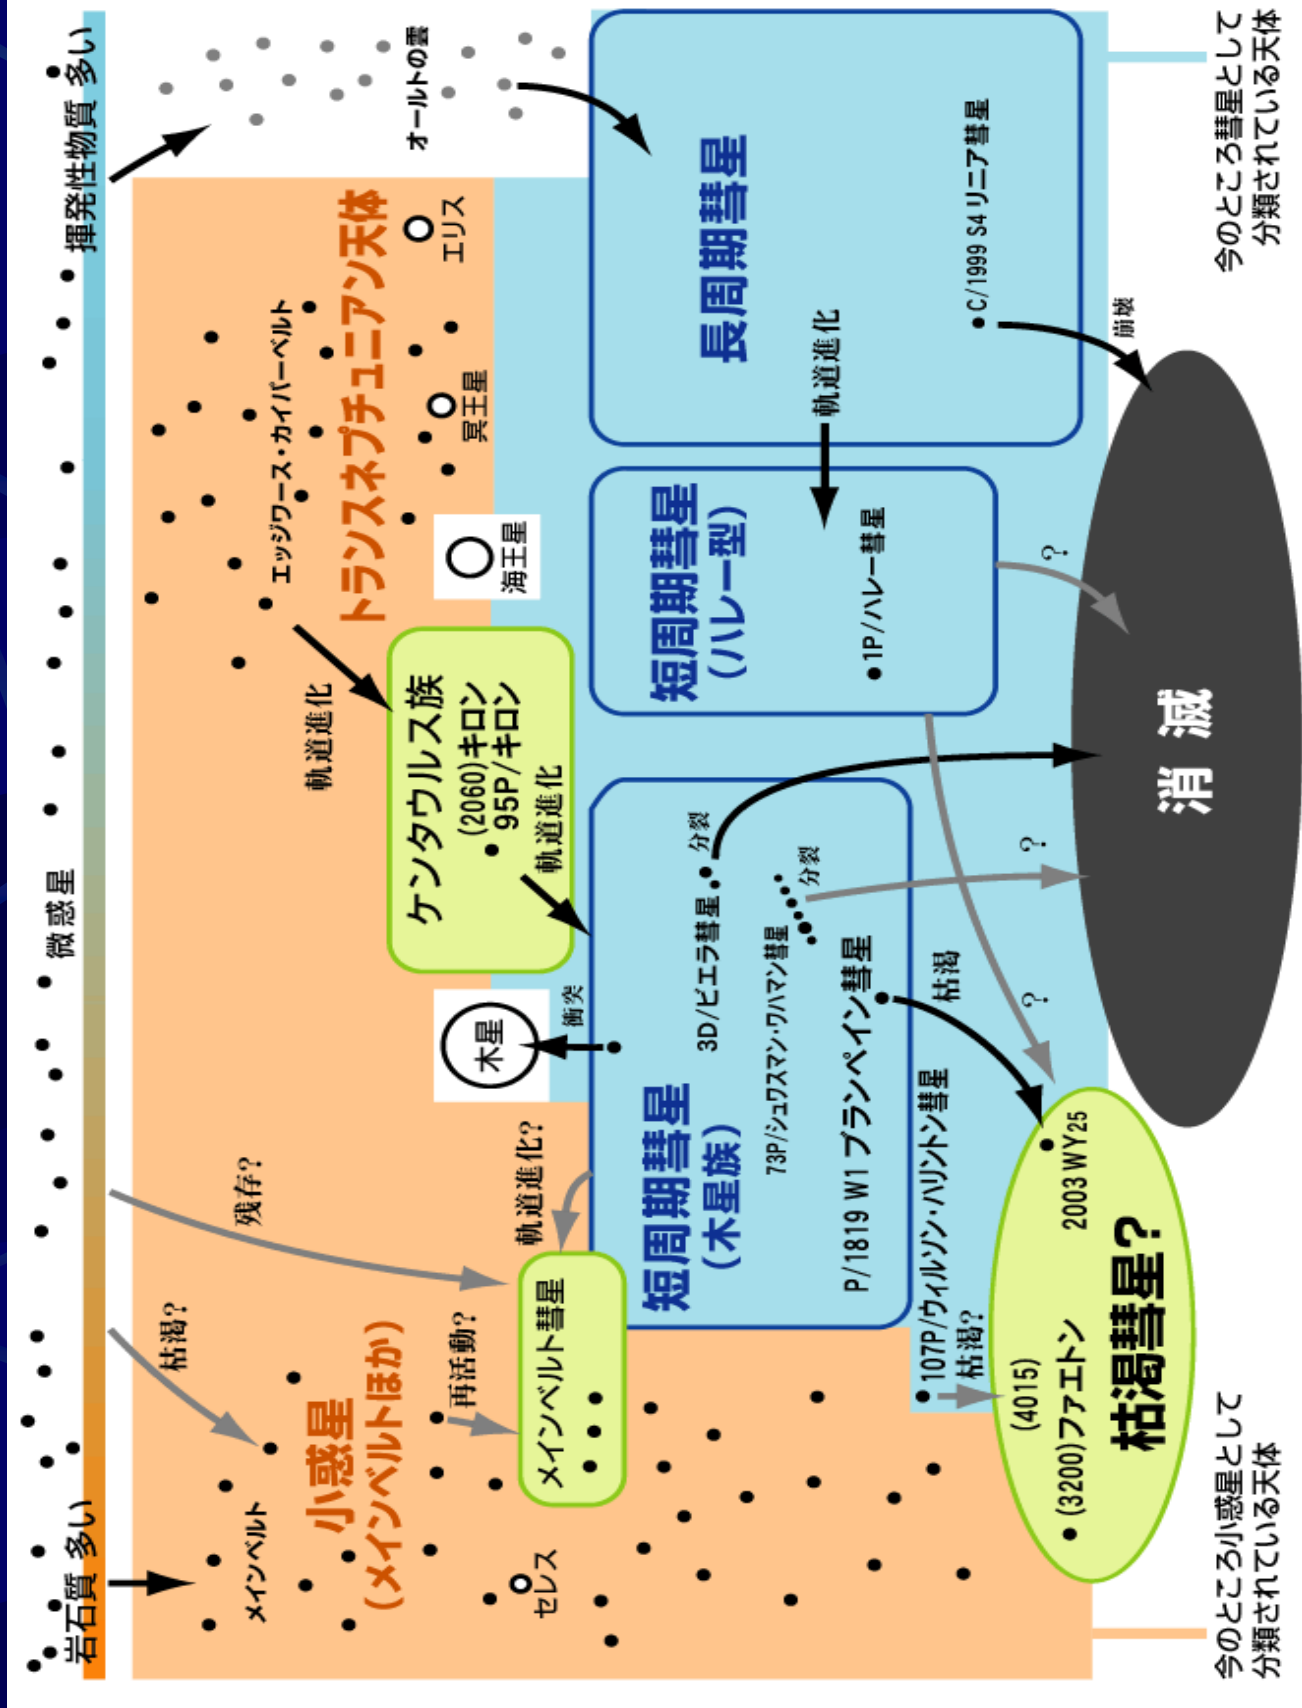 岩石質 多い
微惑星
揮発性物質 多い
メインベルト
枯渇?
残存?
小惑星
(メインベルトほか)
セレス
再活動?
メインベルト彗星
軌道進化?
木星
衝突
軌道進化
ケンタウルス族
(2060)キロン
95P/キロン
軌道進化
海王星
エッジワース・カイパーベルト
トランスネプチュニアン天体
冥王星
エリス
オールトの雲
短周期彗星
(木星族)
3D/ビエラ彗星
分裂
73P/シュワスマン・ワハマン彗星
分裂
P/1819 W1 ブランペイン彗星
枯渇
107P/ウィルソン・ハリントン彗星
枯渇?
短周期彗星
(ハレー型)
1P/ハレー彗星
軌道進化
長周期彗星
C/1999 S4 リニア彗星
崩壊
?
?
?
(4015)
(3200)ファエトン
2003 WY25
枯渇彗星?
消滅
今のところ小惑星として
分類されている天体
今のところ彗星として
分類されている天体